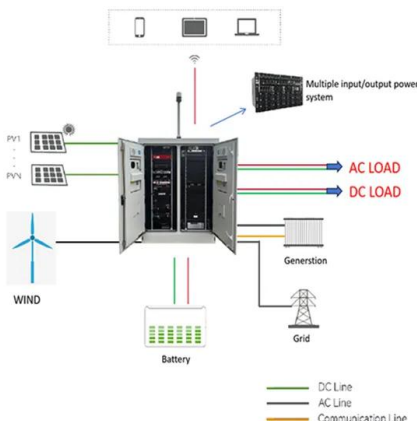 Multiple input/output power
system
PV1
PVN
AC LOAD
DC LOAD
WIND
Generstion
Grid
Battery
DC Line
AC Line
Communication Line